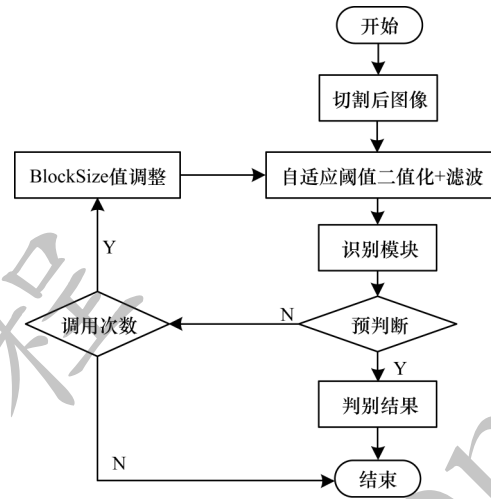 开始
切割后图像
BlockSize值调整
自适应阈值二值化+滤波
识别模块
Y
调用次数
N
预判断
Y
判别结果
N
结束
程